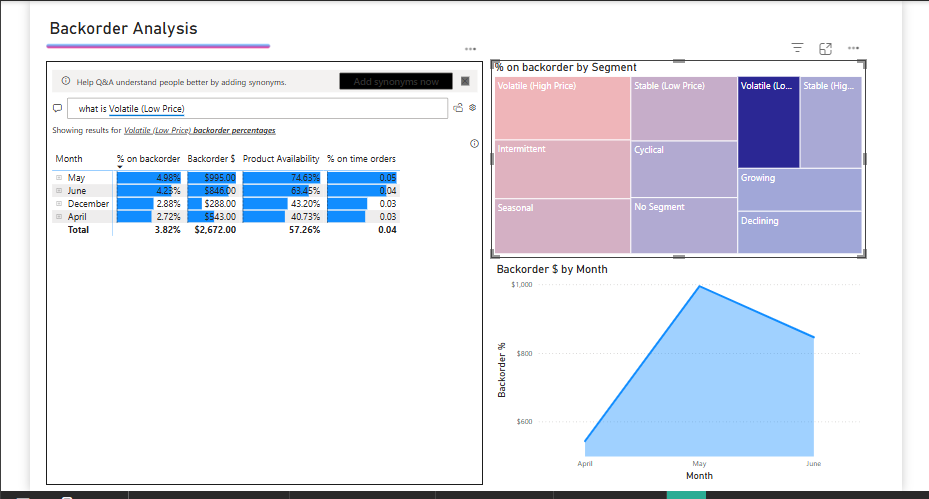 Backorder Analysis
Help Q&A understand people better by adding synonyms.
Add synonyms now
what is Volatile (Low Price)
Showing results for Volatile (Low Price) backorder percentages
Month % on backorder Backorder $ Product Availability % on time orders
May 4.98% $995.00 74.63% 0.05
June 4.23% $846.00 63.45% 0.04
December 2.88% $288.00 43.20% 0.03
April 2.72% $543.00 40.73% 0.03
Total 3.82% $2,672.00 57.26% 0.04
% on backorder by Segment
Volatile (High Price)
Intermittent
Seasonal
Stable (Low Price)
Cyclical
No Segment
Volatile (Lo...
Stable (Hig...
Growing
Declining
Backorder $ by Month
Backorder %
$1,000
$800
$600
April May June
Month